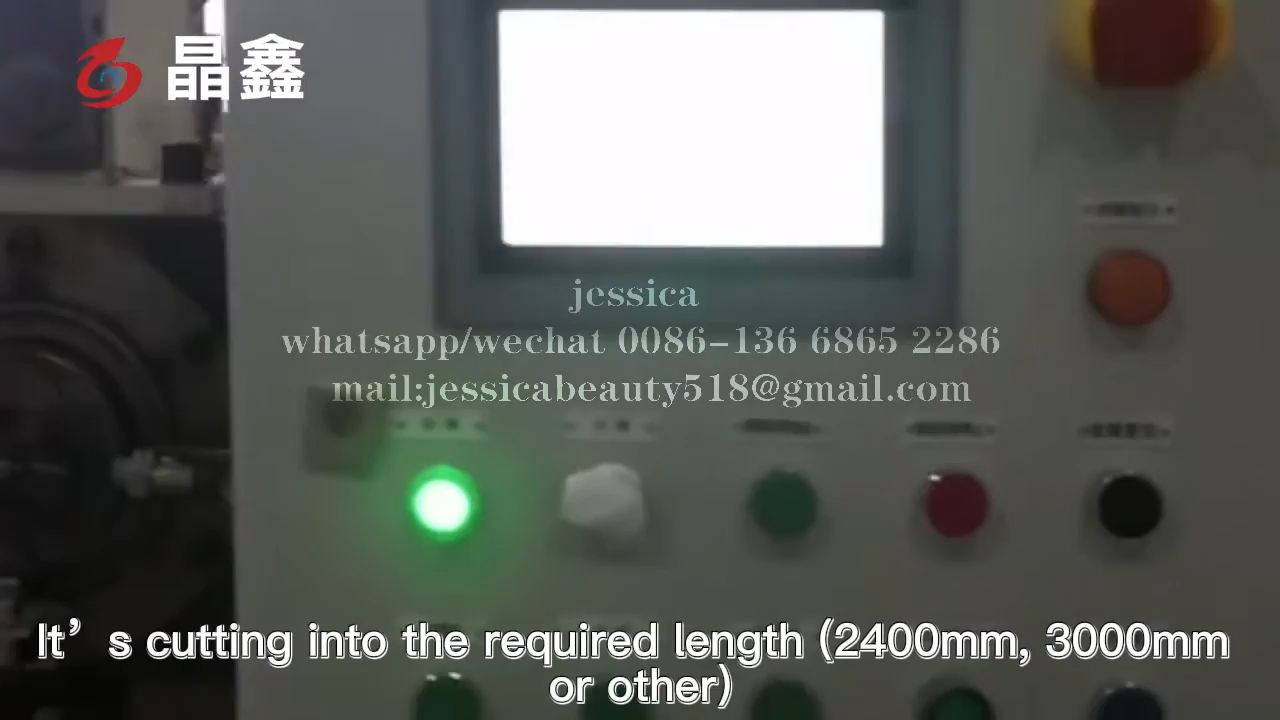 晶鑫
jessica
whatsapp/wechat 0086-136 6865 2286
mail:jessicabeauty518@gmail.com
It’s cutting into the required length (2400mm, 3000mm
or other)